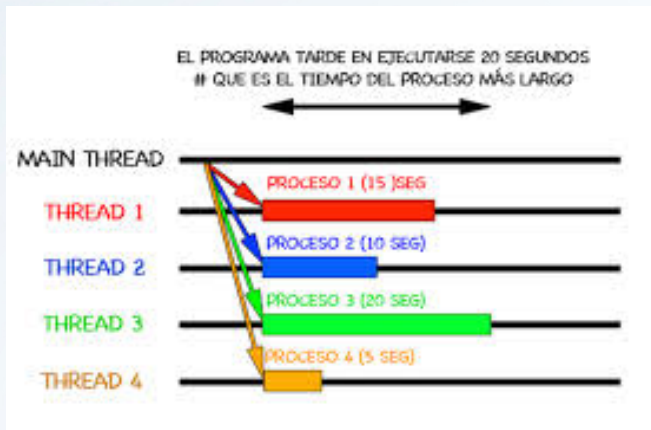 EL PROGRAMA TARDE EN EJECUTARSE 20 SEGUNDOS
# QUE ES EL TIEMPO DEL PROCESO MÁS LARGO
MAIN THREAD
PROCESO 1 (15 )SEG
THREAD 1
PROCESO 2 (10 SEG)
THREAD 2
PROCESO 3 (20 SEG)
THREAD 3
PROCESO 4 (5 SEG)
THREAD 4